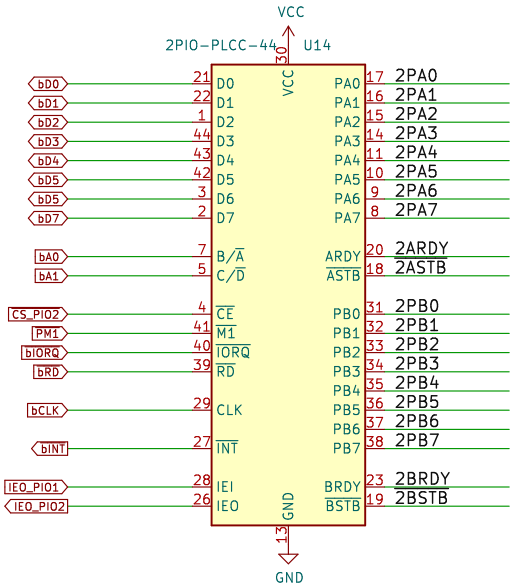 VCC
2PIO-PLCC-44 U14
30
VCC
bD0 21 D0 PA0 17 2PA0
bD1 22 D1 PA1 16 2PA1
bD2 1 D2 PA2 15 2PA2
bD3 44 D3 PA3 14 2PA3
bD4 43 D4 PA4 11 2PA4
bD5 42 D5 PA5 10 2PA5
bD5 3 D6 PA6 9 2PA6
bD7 2 D7 PA7 8 2PA7
bA0 7 B/A ARDY 20 2ARDY
bA1 5 C/D ASTB 18 2ASTB
CS_PIO2 4 CE PB0 31 2PB0
PM1 41 M1 PB1 32 2PB1
bIORQ 40 IORQ PB2 33 2PB2
bRD 39 RD PB3 34 2PB3
PB4 35 2PB4
bCLK 29 CLK PB5 36 2PB5
PB6 37 2PB6
bINT 27 INT PB7 38 2PB7
IEO_PIO1 28 IEI BRDY 23 2BRDY
IEO_PIO2 26 IEO BSTB 19 2BSTB
GND
13
GND